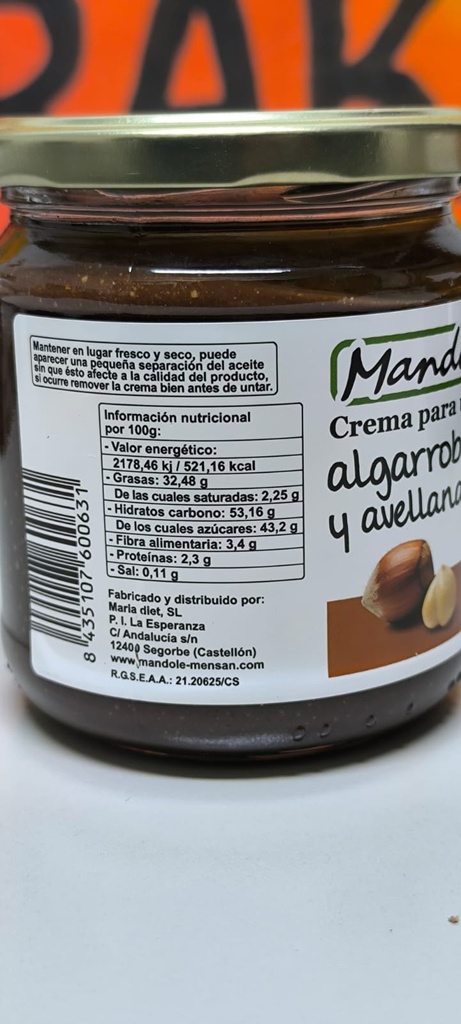 Mantener en lugar fresco y seco, puede
aparecer una pequeña separación del aceite
sin que ésto afecte a la calidad del producto,
si ocurre remover la crema bien antes de untar.
Información nutricional
por 100g:
- Valor energético:
2178,46 kj / 521,16 kcal
- Grasas: 32,48 g
De las cuales saturadas: 2,25 g
- Hidratos carbono: 53,16 g
De los cuales azúcares: 43,2 g
- Fibra alimentaria: 3,4 g
- Proteínas: 2,3 g
- Sal: 0,11 g
Fabricado y distribuido por:
Maria diet, SL
P. I. La Esperanza
C/ Andalucía s/n
12400 Segorbe (Castellón)
www.mandole-mensan.com
R.G.S.E.A.A.: 21.20625/CS
8 435107 600631
Mando
Crema para
algarrob
y avellana